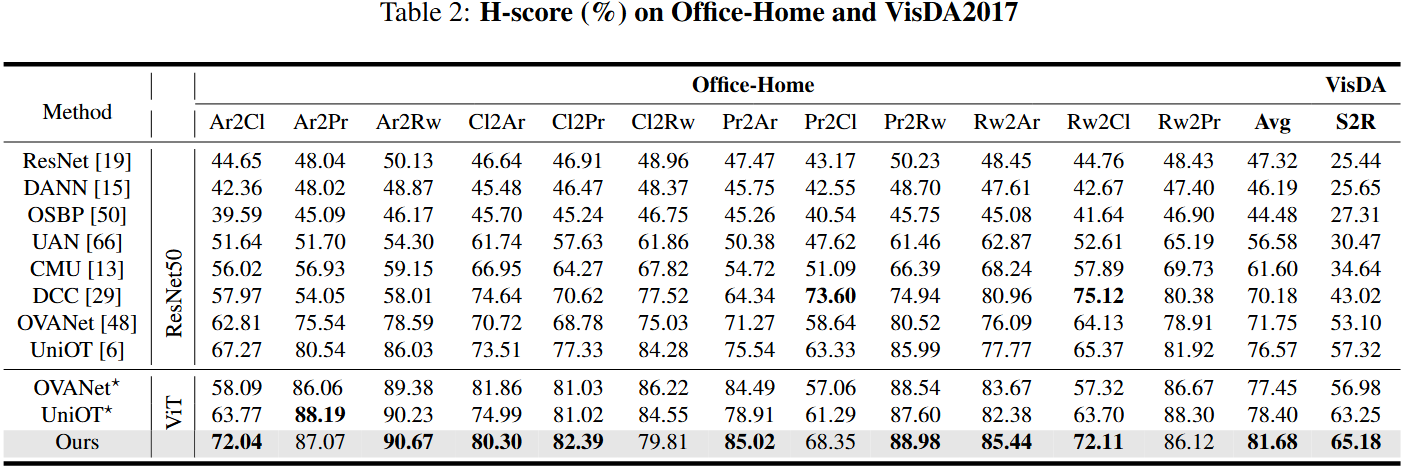 Table 2: H-score (%) on Office-Home and VisDA2017
Method Office-Home VisDA
Ar2Cl Ar2Pr Ar2Rw Cl2Ar Cl2Pr Cl2Rw Pr2Ar Pr2Cl Pr2Rw Rw2Ar Rw2Cl Rw2Pr Avg S2R
ResNet50
ResNet [19] 44.65 48.04 50.13 46.64 46.91 48.96 47.47 43.17 50.23 48.45 44.76 48.43 47.32 25.44
DANN [15] 42.36 48.02 48.87 45.48 46.47 48.37 45.75 42.55 48.70 47.61 42.67 47.40 46.19 25.65
OSBP [50] 39.59 45.09 46.17 45.70 45.24 46.75 45.26 40.54 45.75 45.08 41.64 46.90 44.48 27.31
UAN [66] 51.64 51.70 54.30 61.74 57.63 61.86 50.38 47.62 61.46 62.87 52.61 65.19 56.58 30.47
CMU [13] 56.02 56.93 59.15 66.95 64.27 67.82 54.72 51.09 66.39 68.24 57.89 69.73 61.60 34.64
DCC [29] 57.97 54.05 58.01 74.64 70.62 77.52 64.34 73.60 74.94 80.96 75.12 80.38 70.18 43.02
OVANet [48] 62.81 75.54 78.59 70.72 68.78 75.03 71.27 58.64 80.52 76.09 64.13 78.91 71.75 53.10
UniOT [6] 67.27 80.54 86.03 73.51 77.33 84.28 75.54 63.33 85.99 77.77 65.37 81.92 76.57 57.32
ViT
OVANet⋆ 58.09 86.06 89.38 81.86 81.03 86.22 84.49 57.06 88.54 83.67 57.32 86.67 77.45 56.98
UniOT⋆ 63.77 88.19 90.23 74.99 81.02 84.55 78.91 61.29 87.60 82.38 63.70 88.30 78.40 63.25
Ours 72.04 87.07 90.67 80.30 82.39 79.81 85.02 68.35 88.98 85.44 72.11 86.12 81.68 65.18